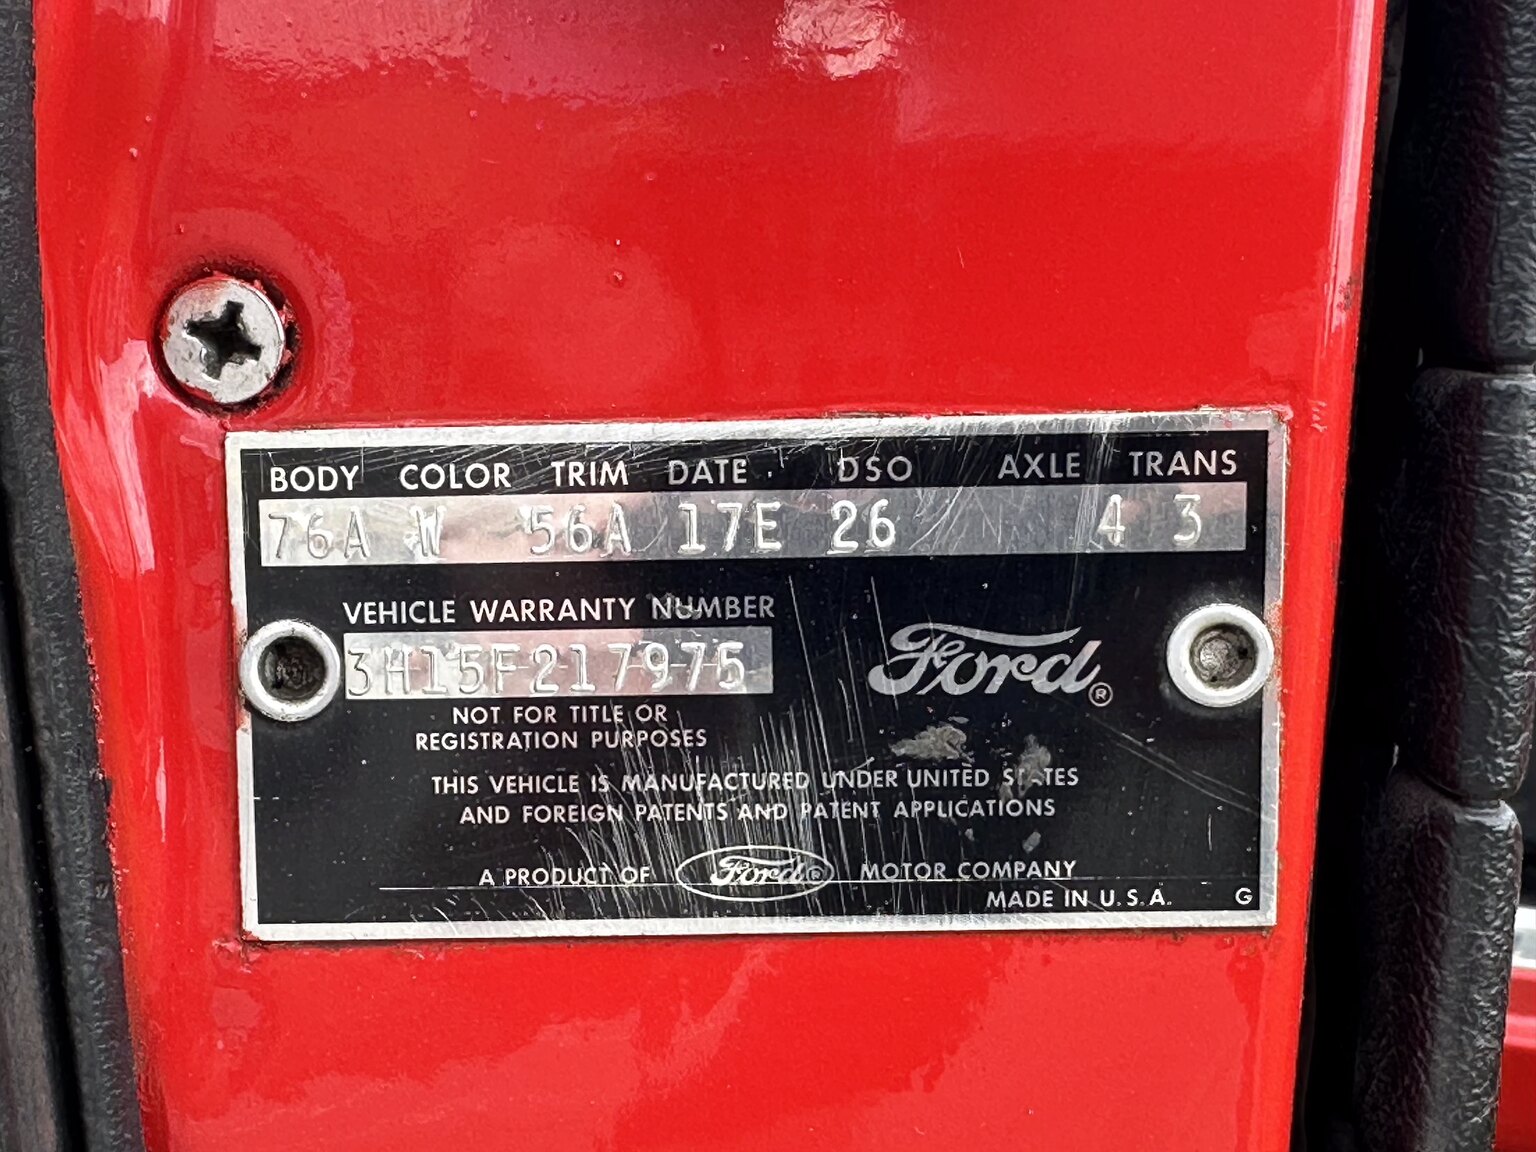 BODY COLOR TRIM DATE DSO AXLE TRANS
76A W 56A 17E 26 4 3
VEHICLE WARRANTY NUMBER
3H15F217975
Ford®
NOT FOR TITLE OR
REGISTRATION PURPOSES
THIS VEHICLE IS MANUFACTURED UNDER UNITED STATES
AND FOREIGN PATENTS AND PATENT APPLICATIONS
A PRODUCT OF Ford® MOTOR COMPANY
MADE IN U.S.A. G